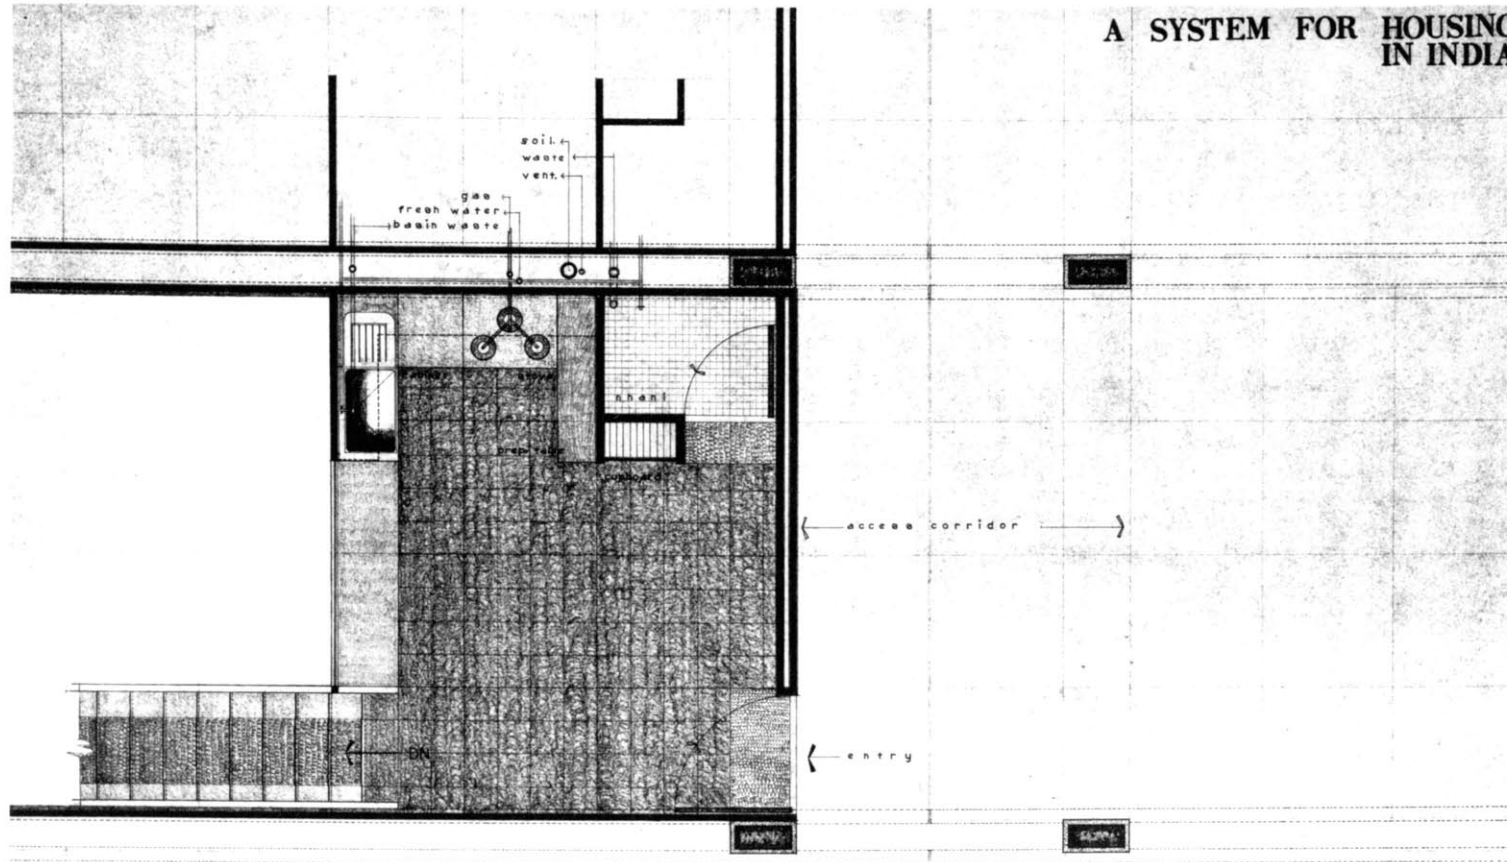 A SYSTEM FOR HOUSING
IN INDIA
soil
waste
vent
gas
fresh water
basin waste
nhani
prep. table
cupboard
access corridor
DN
entry